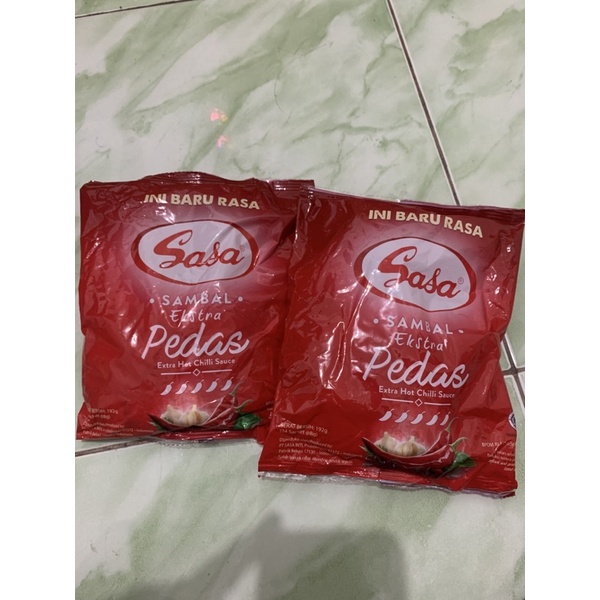 INI BARU RASA
Sasa
• SAMBAL •
Ekstra
Pedas
Extra Hot Chilli Sauce
INI BARU RASA
Sasa®
• SAMBAL •
Ekstra
Pedas
Extra Hot Chilli Sauce
192g